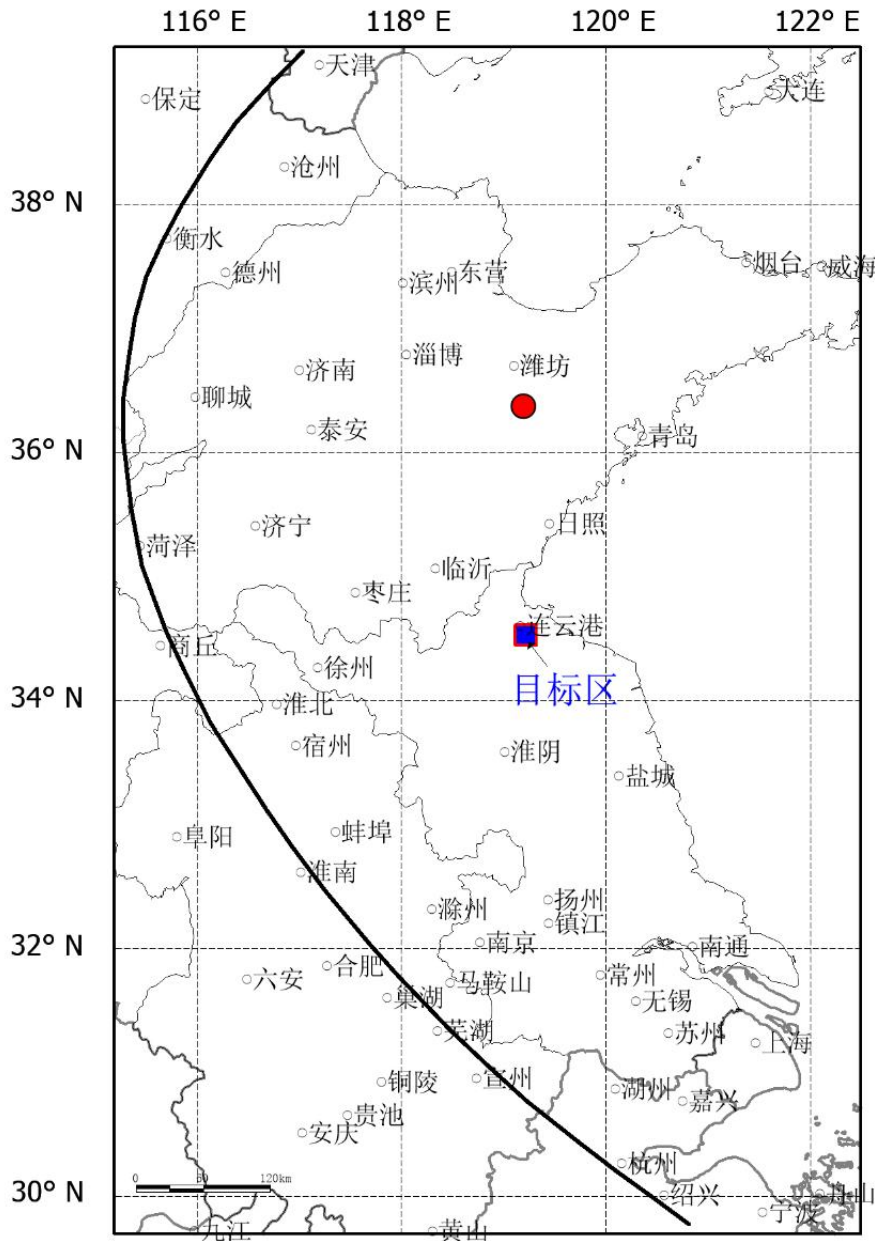 116° E 118° E 120° E 122° E
天津
大连
保定
沧州
38° N
衡水
烟台
威海
德州
东营
滨州
淄博
潍坊
济南
聊城
泰安
青岛
36° N
济宁
日照
菏泽
临沂
枣庄
连云港
商丘
徐州
目标区
34° N
淮北
宿州
淮阴
盐城
阜阳
蚌埠
淮南
扬州
滁州
镇江
32° N
南京
南通
合肥
六安
马鞍山
常州
巢湖
无锡
芜湖
苏州
上海
铜陵
宣州
湖州
嘉兴
贵池
安庆
杭州
0 60 120km
30° N
绍兴
舟山
宁波
九江
黄山